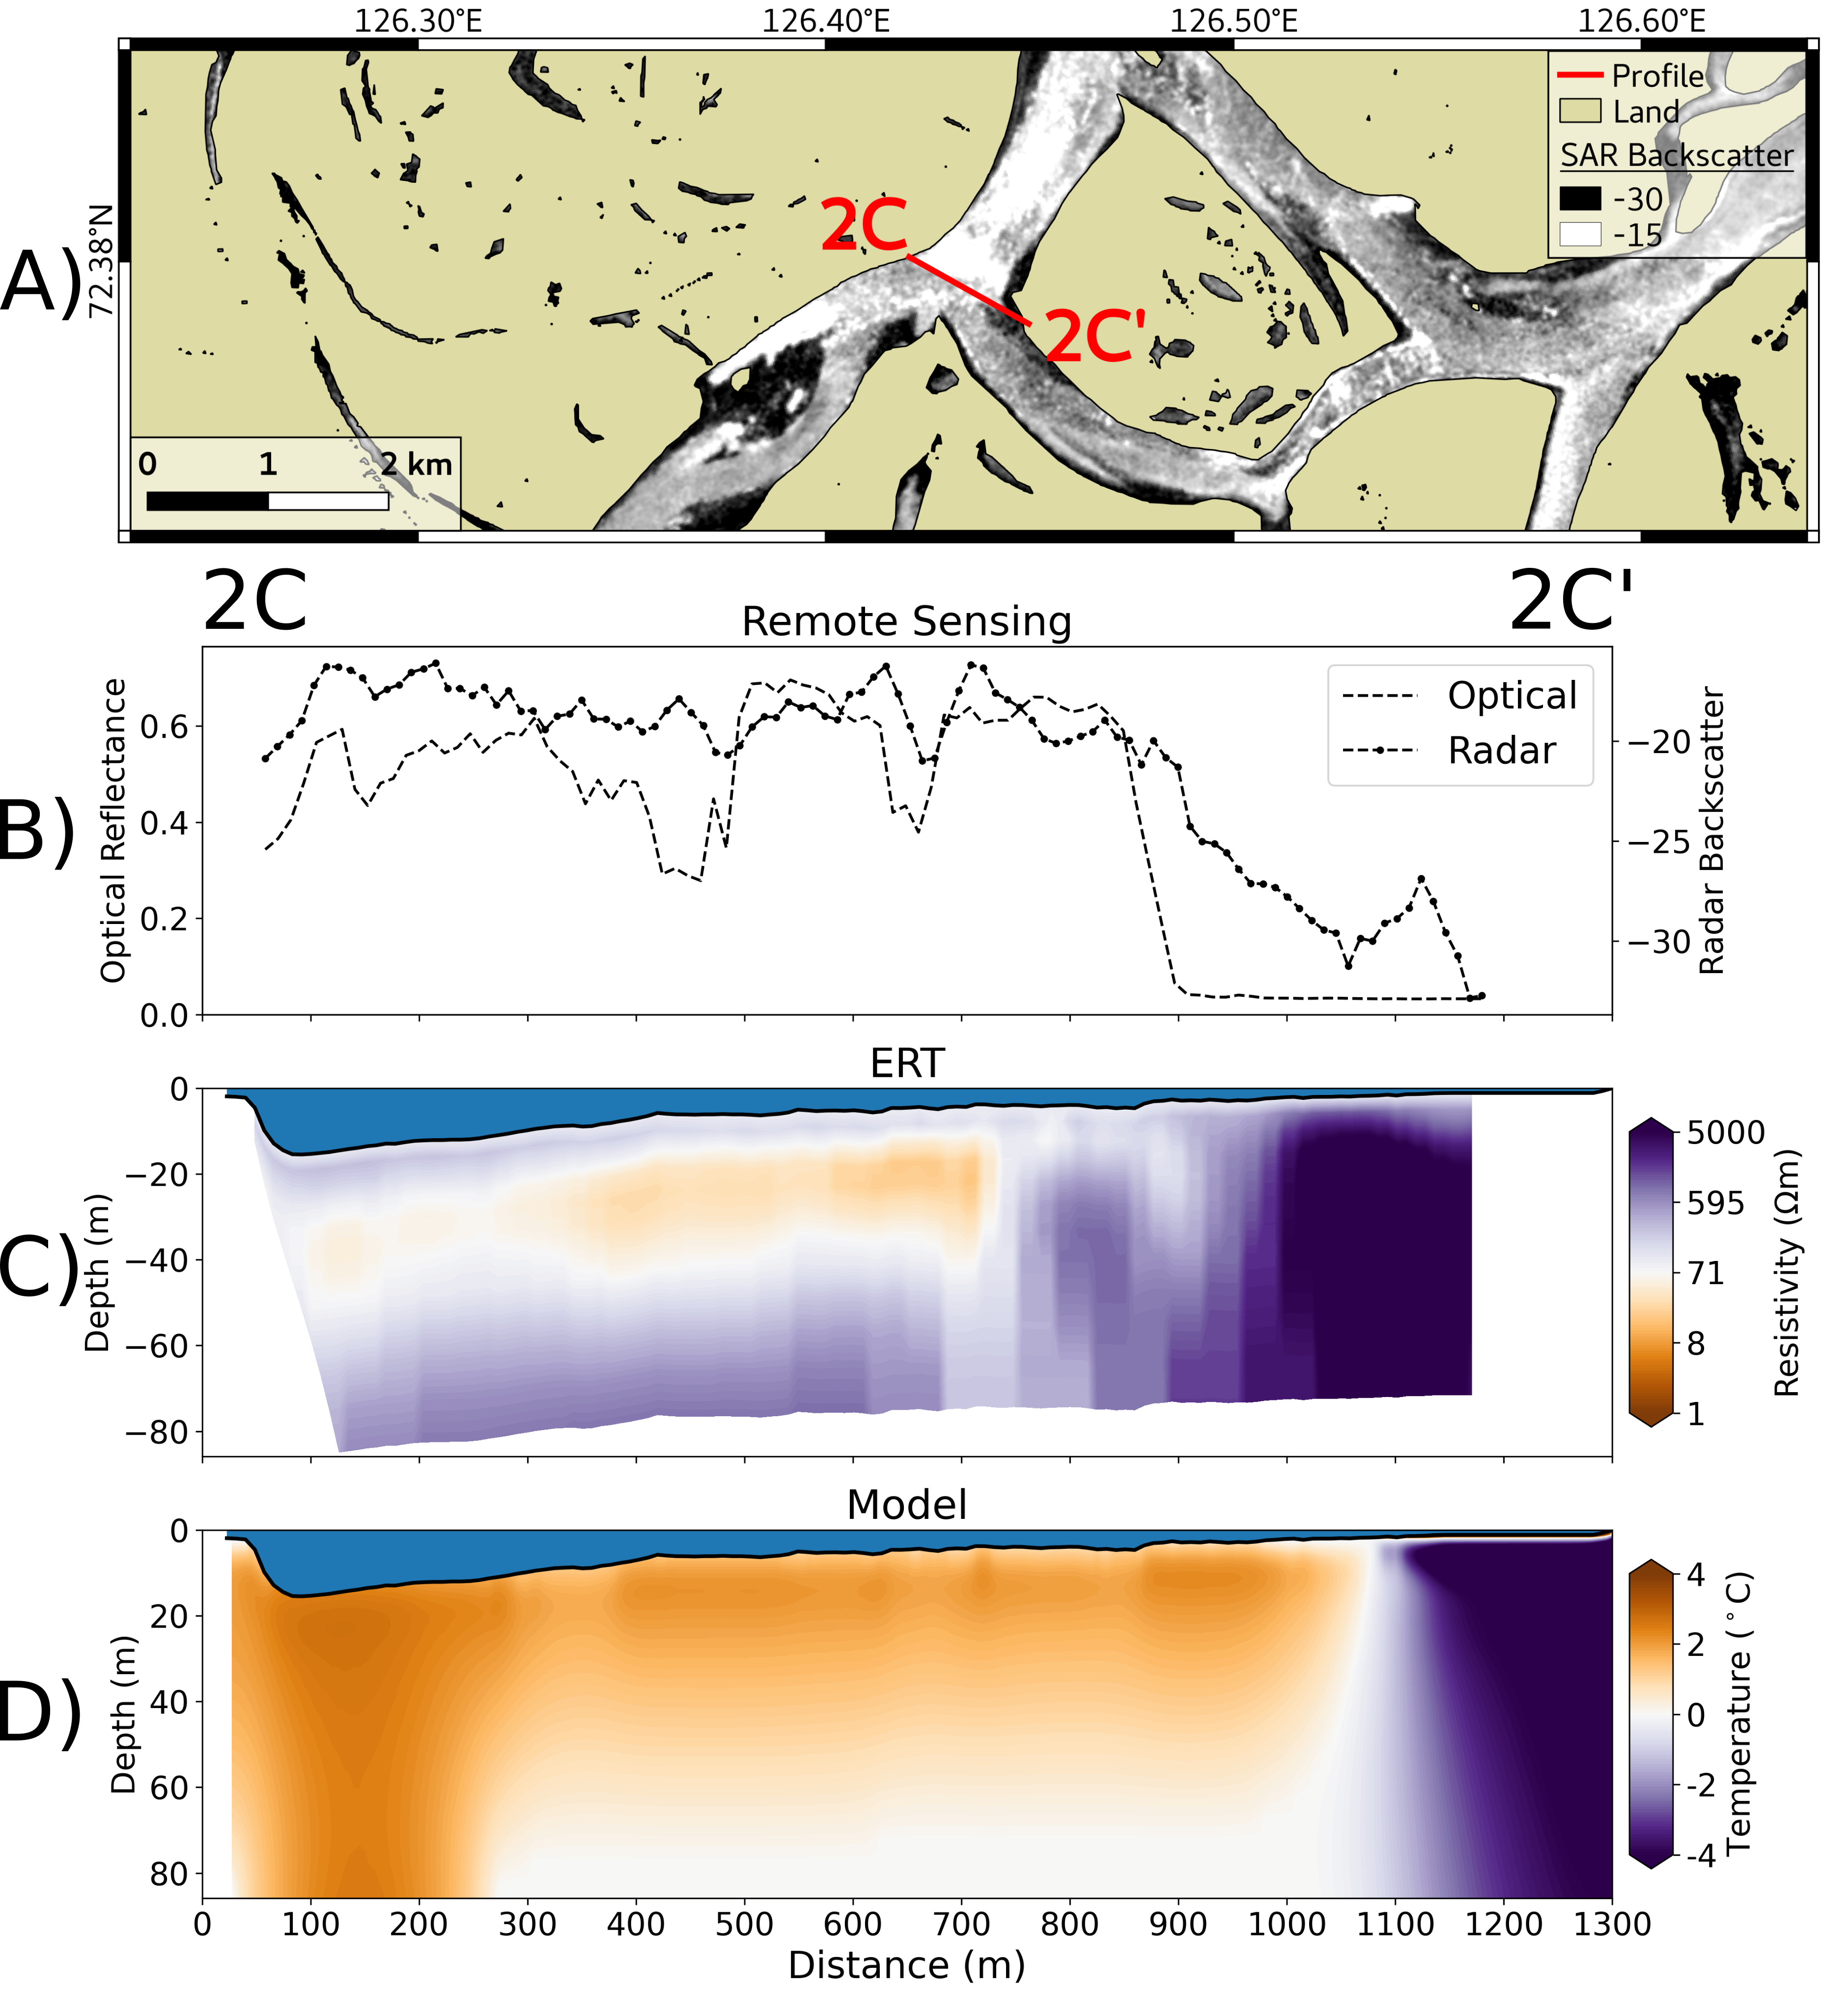 126.30°E 126.40°E 126.50°E 126.60°E
A)
72.38°N
2C
2C'
Profile
Land
SAR Backscatter
-30
-15
0 1 2 km
2C 2C'
Remote Sensing
B)
Optical Reflectance
0.6
0.4
0.2
0.0
Optical
Radar
−20
−25
−30
Radar Backscatter
ERT
C)
Depth (m)
0
−20
−40
−60
−80
5000
595
71
8
1
Resistivity (Ωm)
Model
D)
Depth (m)
0
20
40
60
80
4
2
0
-2
-4
Temperature (°C)
0 100 200 300 400 500 600 700 800 900 1000 1100 1200 1300
Distance (m)